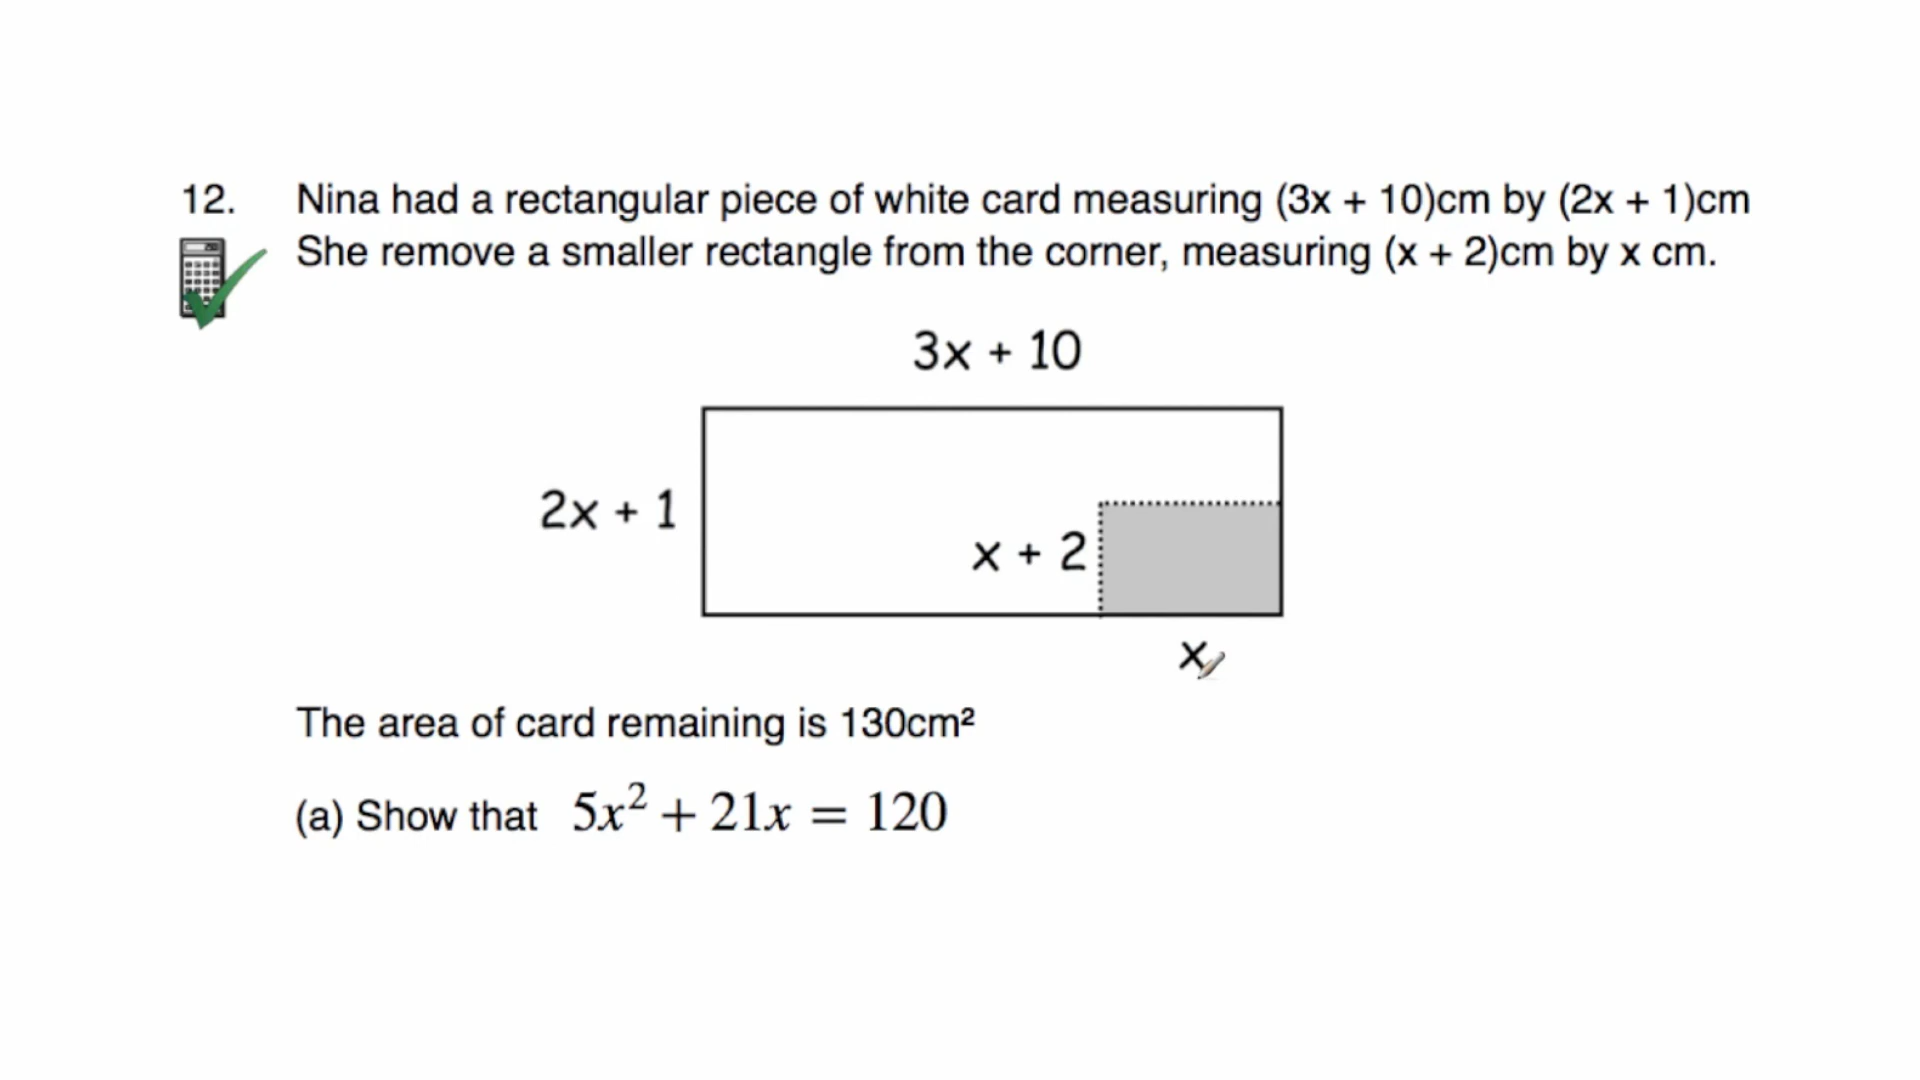 12. Nina had a rectangular piece of white card measuring (3x + 10)cm by (2x + 1)cm
She remove a smaller rectangle from the corner, measuring (x + 2)cm by x cm.
3x + 10
2x + 1
x + 2
x
The area of card remaining is 130cm²
(a) Show that 5x² + 21x = 120